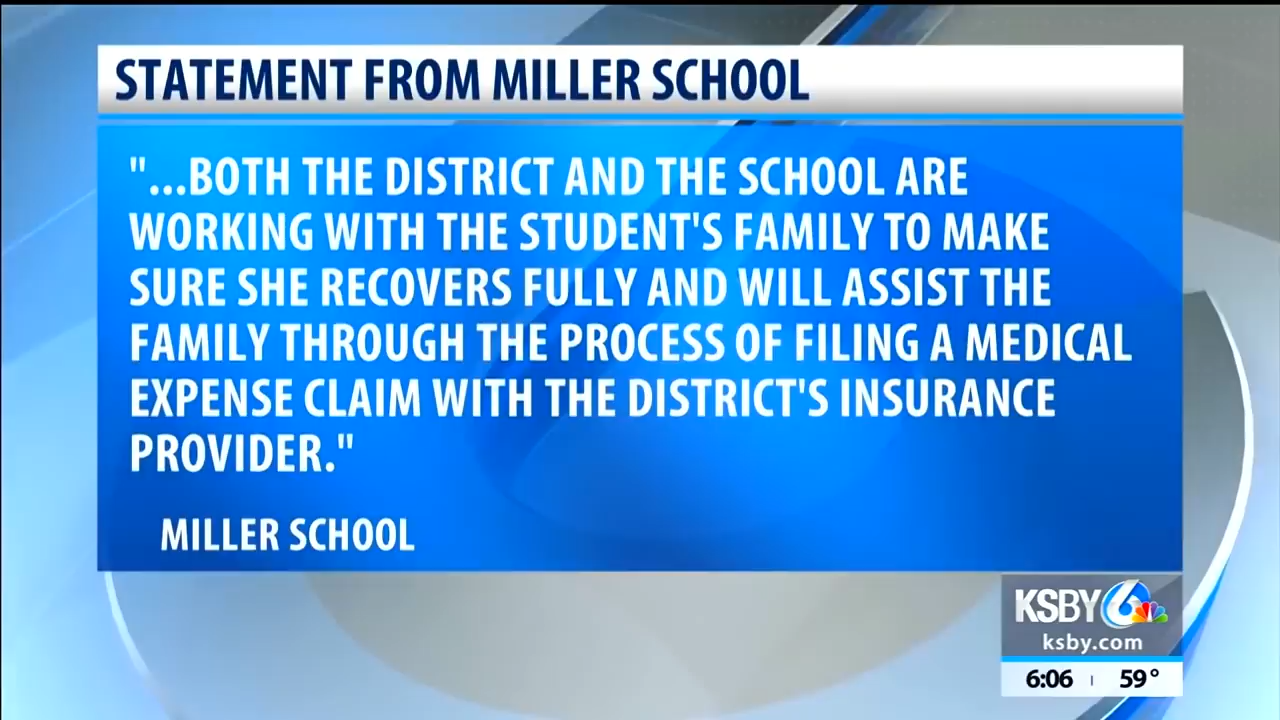 STATEMENT FROM MILLER SCHOOL
"...BOTH THE DISTRICT AND THE SCHOOL ARE
WORKING WITH THE STUDENT'S FAMILY TO MAKE
SURE SHE RECOVERS FULLY AND WILL ASSIST THE
FAMILY THROUGH THE PROCESS OF FILING A MEDICAL
EXPENSE CLAIM WITH THE DISTRICT'S INSURANCE
PROVIDER."
MILLER SCHOOL
KSBY 6
ksby.com
6:06 59°